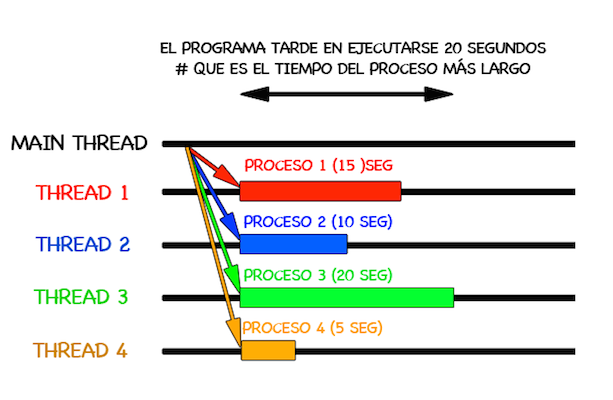 EL PROGRAMA TARDE EN EJECUTARSE 20 SEGUNDOS
# QUE ES EL TIEMPO DEL PROCESO MÁS LARGO
MAIN THREAD
PROCESO 1 (15 )SEG
THREAD 1
PROCESO 2 (10 SEG)
THREAD 2
PROCESO 3 (20 SEG)
THREAD 3
PROCESO 4 (5 SEG)
THREAD 4